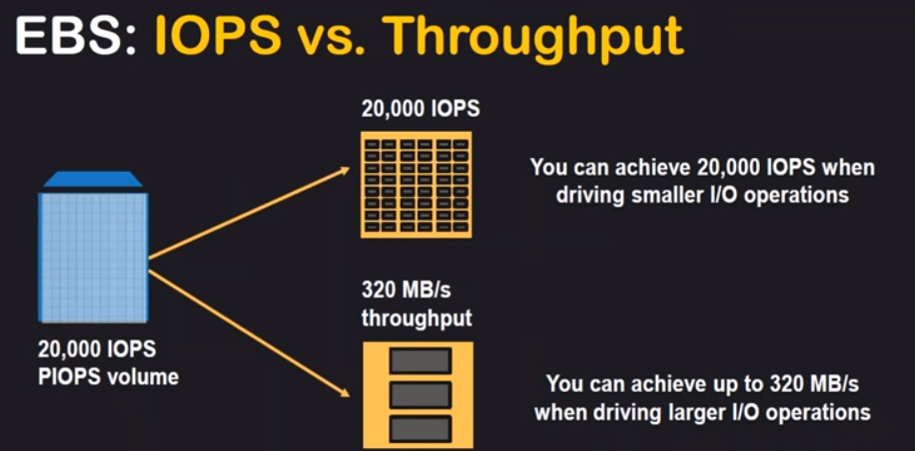 EBS: IOPS vs. Throughput
20,000 IOPS
You can achieve 20,000 IOPS when
driving smaller I/O operations
320 MB/s
throughput
20,000 IOPS
PIOPS volume
You can achieve up to 320 MB/s
when driving larger I/O operations